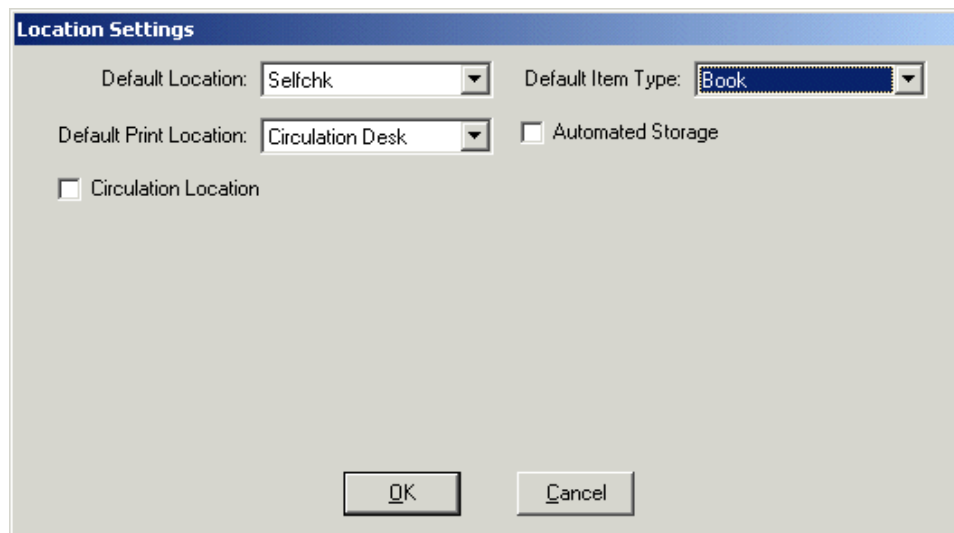 Location Settings
Default Location: Selfchk Default Item Type: Book
Default Print Location: Circulation Desk Automated Storage
Circulation Location
OK Cancel